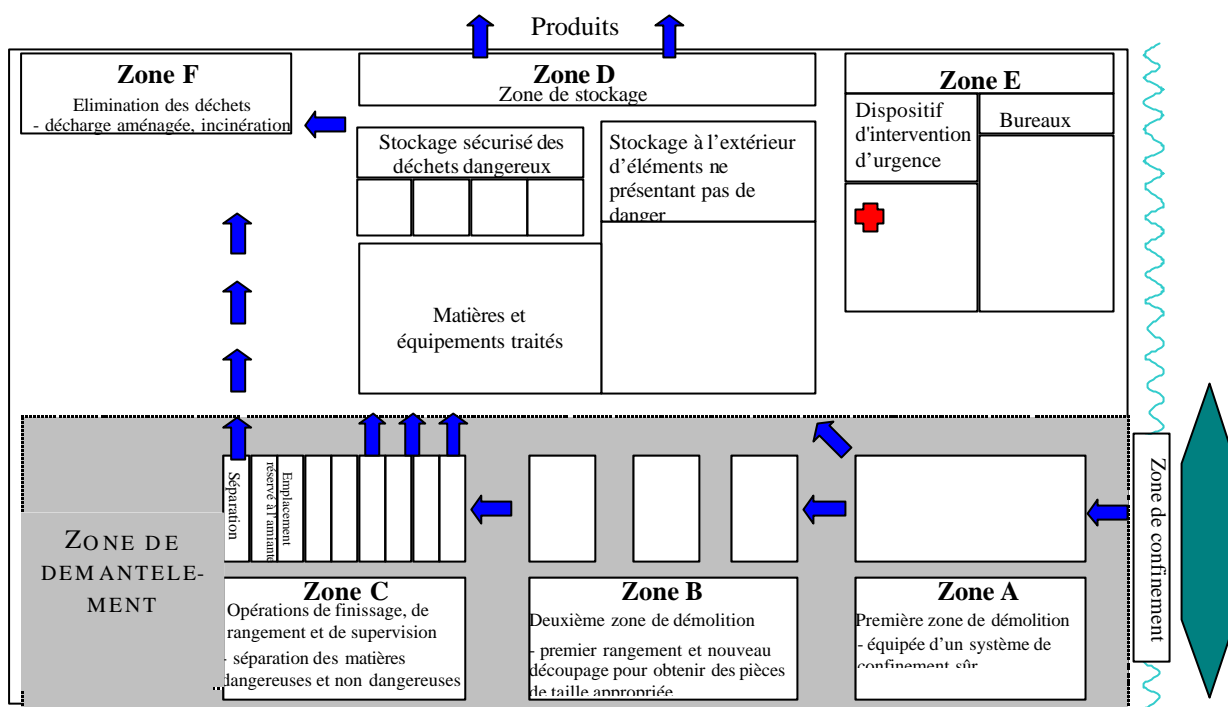 Produits
Zone F
Elimination des déchets
- décharge aménagée, incinération
Zone D
Zone de stockage
Zone E
Dispositif
d'intervention
d'urgence
Bureaux
Stockage sécurisé des
déchets dangereux
Stockage à l'extérieur
d'éléments ne
présentant pas de
danger
Matières et
équipements traités
ZONE DE
DEMANTELE-
MENT
Séparation
Emplacement
réservé à l'amiante
Zone de confinement
Zone C
Opérations de finissage, de
rangement et de supervision
- séparation des matières
dangereuses et non dangereuses
Zone B
Deuxième zone de démolition
- premier rangement et nouveau
découpage pour obtenir des pièces
de taille appropriée
Zone A
Première zone de démolition
- équipée d'un système de
confinement sûr